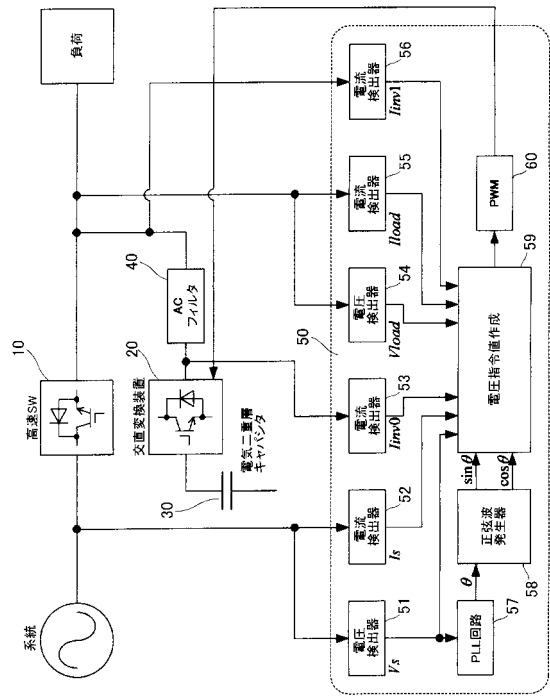 負荷
10
高速SW
40
AC
フィルタ
20
交直変換装置
30
電気二重層
キャパシタ
系統
50
電圧
検出器
51
Vs
電流
検出器
52
Is
電流
検出器
53
Iinv0
電圧
検出器
54
Vload
電流
検出器
55
Iload
電流
検出器
56
Iinv1
PLL回路
57
θ
正弦波
発生器
58
sinθ
cosθ
電圧指令値作成
59
PWM
60